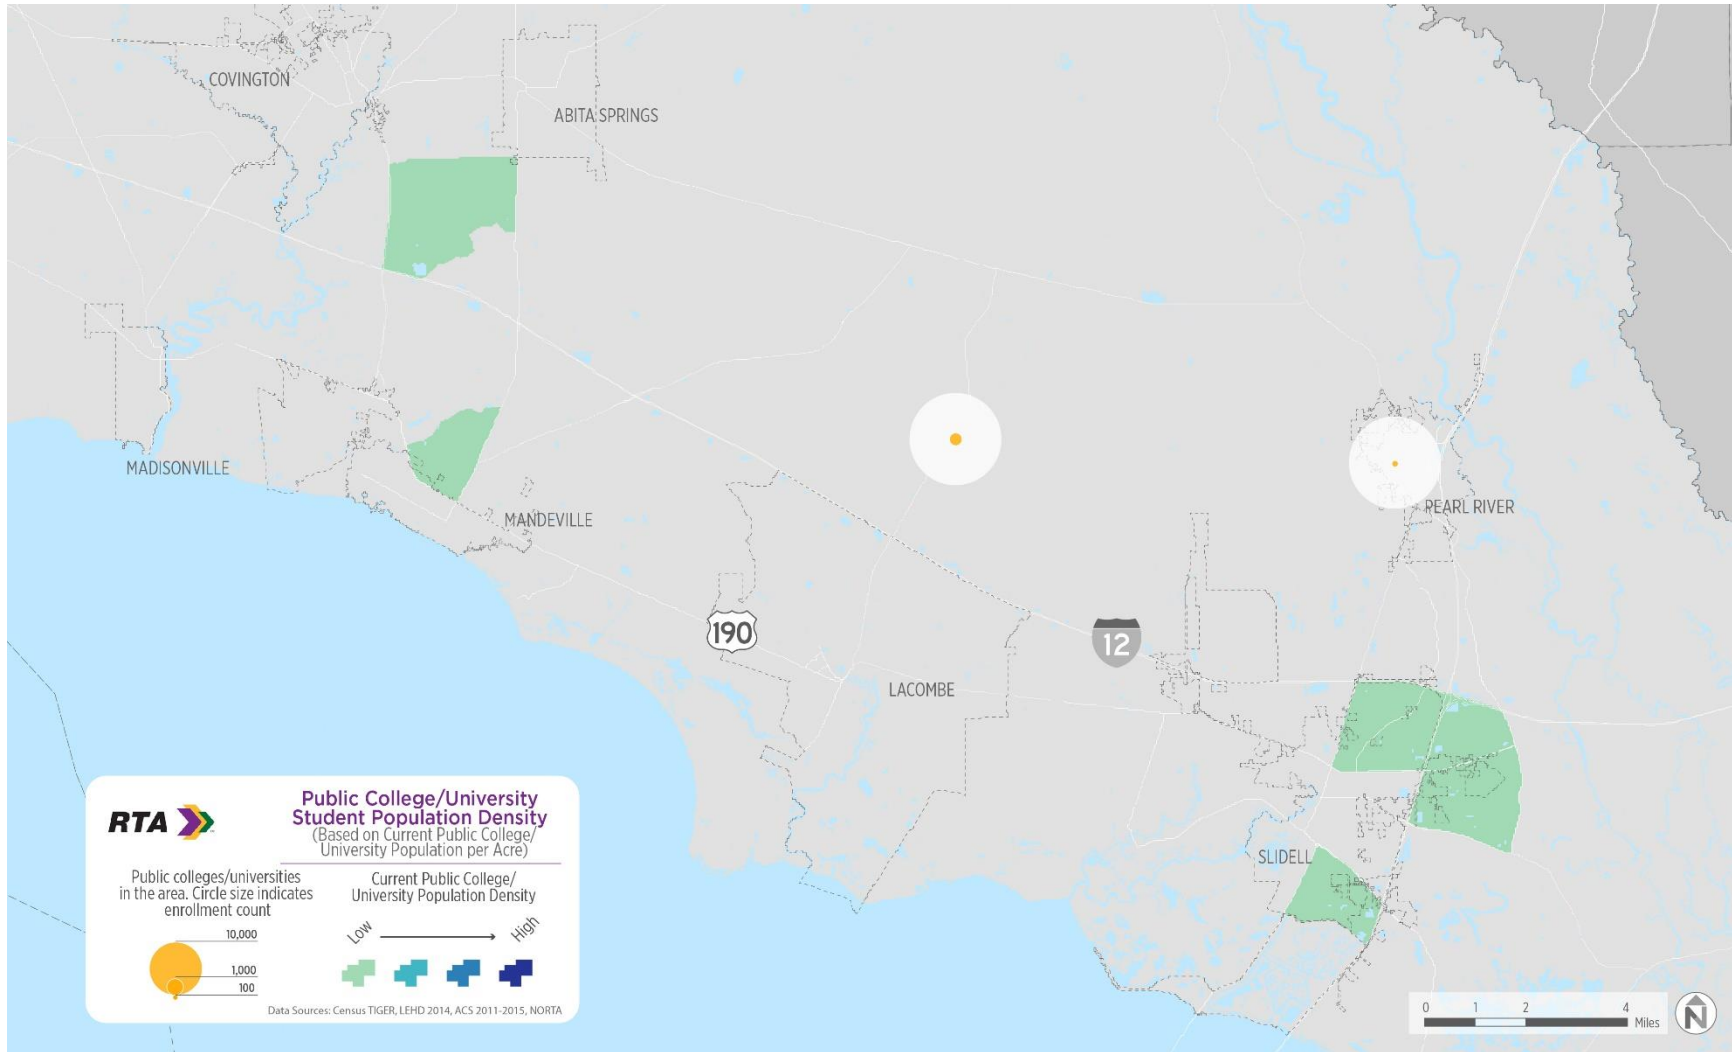 COVINGTON
ABITA SPRINGS
MADISONVILLE
MANDEVILLE
PEARL RIVER
190
12
LACOMBE
SLIDELL
RTA
Public College/University
Student Population Density
(Based on Current Public College/
University Population per Acre)
Public colleges/universities
in the area. Circle size indicates
enrollment count
10,000
1,000
100
Current Public College/
University Population Density
Low
High
Data Sources: Census TIGER, LEHD 2014, ACS 2011-2015, NORTA
0 1 2 4
Miles
N